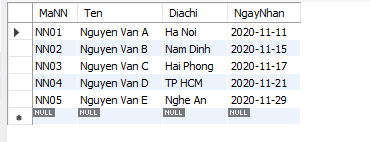 MaNN Ten Diachi NgayNhan
NN01 Nguyen Van A Ha Noi 2020-11-11
NN02 Nguyen Van B Nam Dinh 2020-11-15
NN03 Nguyen Van C Hai Phong 2020-11-17
NN04 Nguyen Van D TP HCM 2020-11-21
NN05 Nguyen Van E Nghe An 2020-11-29
NULL NULL NULL NULL